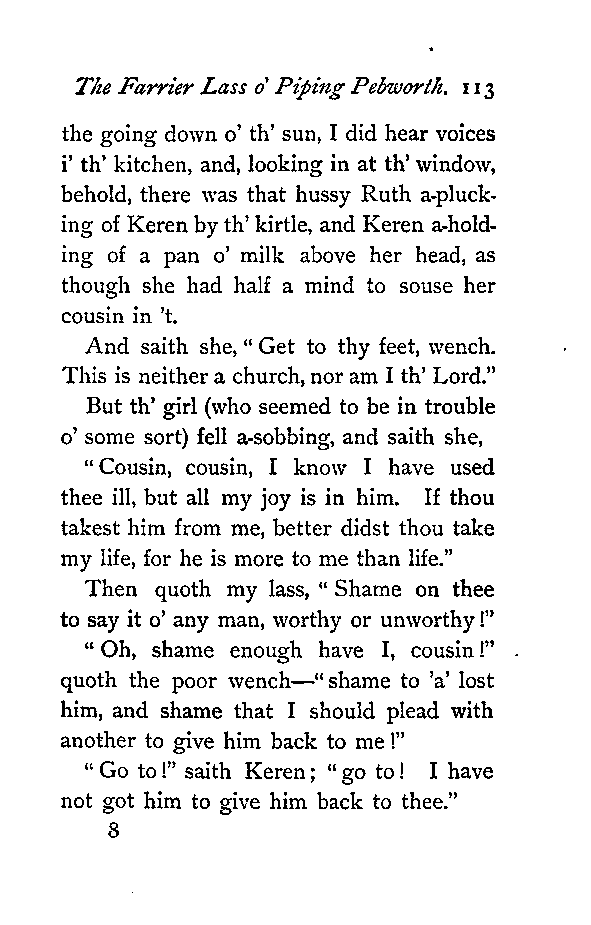 The Farrier Lass o' Piping Pebworth. 113
the going down o' th' sun, I did hear voices
i' th' kitchen, and, looking in at th' window,
behold, there was that hussy Ruth a-pluck-
ing of Keren by th' kirtle, and Keren a-hold-
ing of a pan o' milk above her head, as
though she had half a mind to souse her
cousin in 't.
And saith she, "Get to thy feet, wench.
This is neither a church, nor am I th' Lord."
But th' girl (who seemed to be in trouble
o' some sort) fell a-sobbing, and saith she,
"Cousin, cousin, I know I have used
thee ill, but all my joy is in him. If thou
takest him from me, better didst thou take
my life, for he is more to me than life."
Then quoth my lass, "Shame on thee
to say it o' any man, worthy or unworthy!"
"Oh, shame enough have I, cousin!"
quoth the poor wench—"shame to 'a' lost
him, and shame that I should plead with
another to give him back to me!"
"Go to!" saith Keren; "go to! I have
not got him to give him back to thee."
8